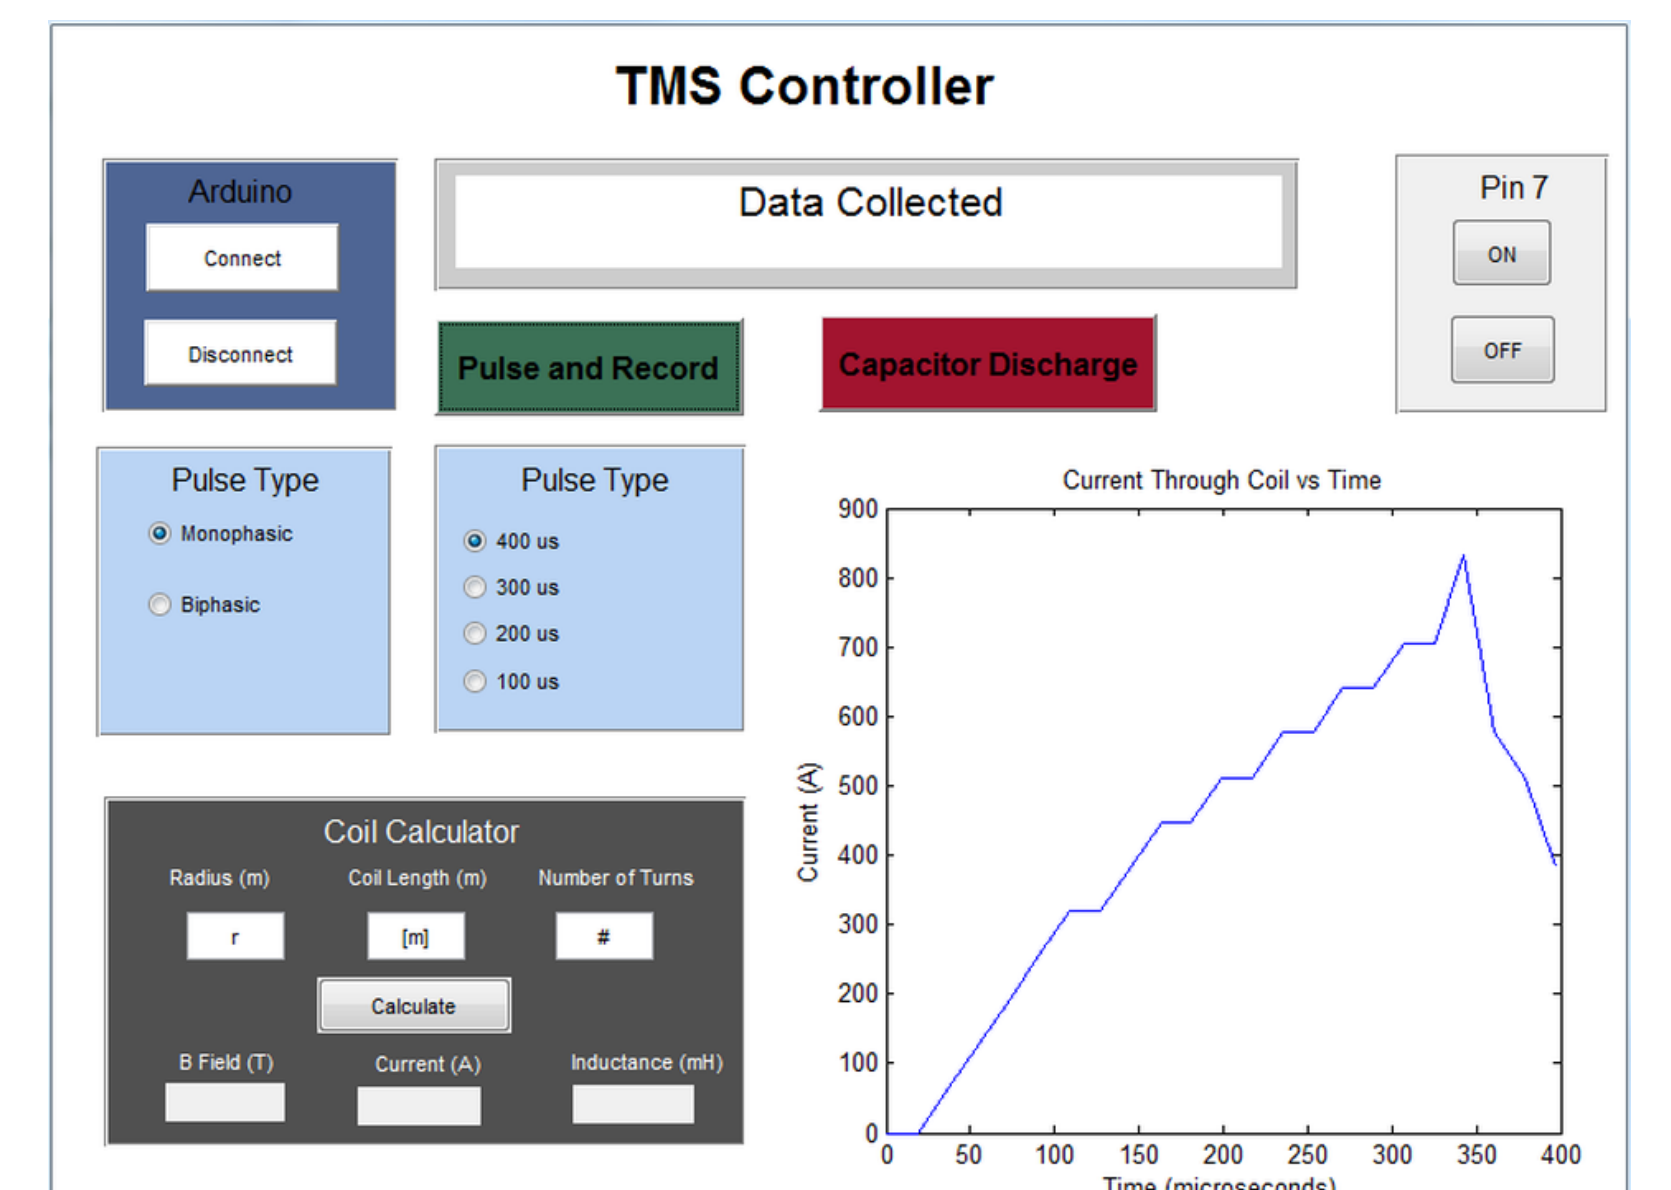 TMS Controller
Arduino
Connect
Disconnect
Data Collected
Pin 7
ON
OFF
Pulse and Record
Capacitor Discharge
Pulse Type
Monophasic
Biphasic
Pulse Type
400 us
300 us
200 us
100 us
Coil Calculator
Radius (m) Coil Length (m) Number of Turns
r [m] #
Calculate
B Field (T) Current (A) Inductance (mH)
Current Through Coil vs Time
900
800
700
600
500
400
300
200
100
0
Current (A)
0 50 100 150 200 250 300 350 400
Time (microseconds)